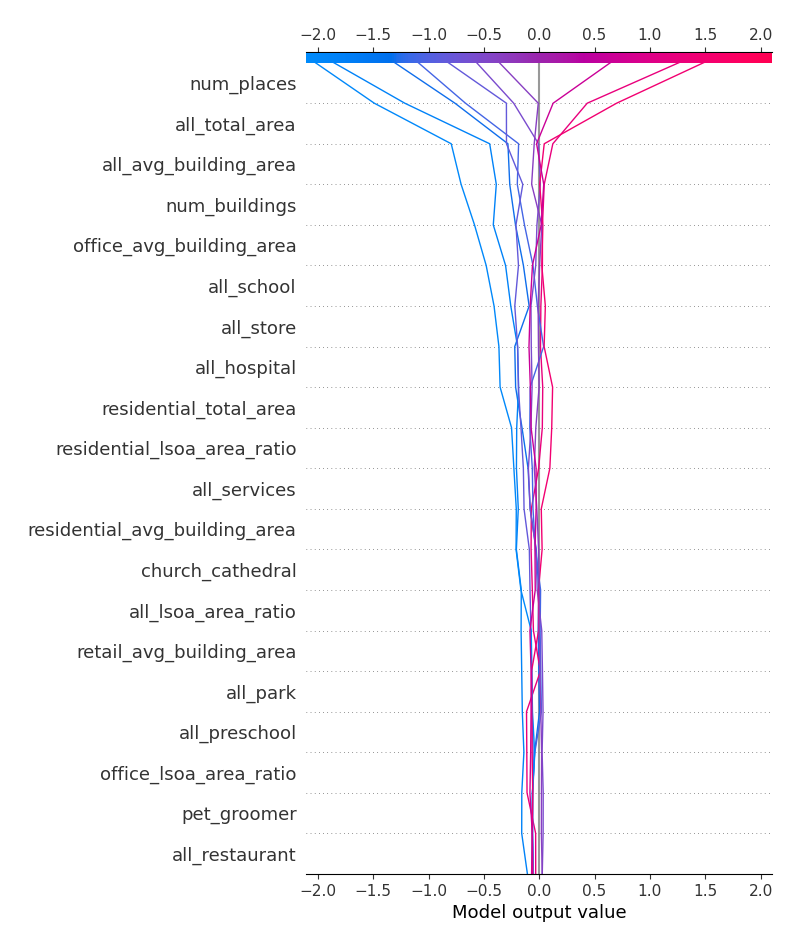 −2.0 −1.5 −1.0 −0.5 0.0 0.5 1.0 1.5 2.0
num_places
all_total_area
all_avg_building_area
num_buildings
office_avg_building_area
all_school
all_store
all_hospital
residential_total_area
residential_lsoa_area_ratio
all_services
residential_avg_building_area
church_cathedral
all_lsoa_area_ratio
retail_avg_building_area
all_park
all_preschool
office_lsoa_area_ratio
pet_groomer
all_restaurant
−2.0 −1.5 −1.0 −0.5 0.0 0.5 1.0 1.5 2.0
Model output value